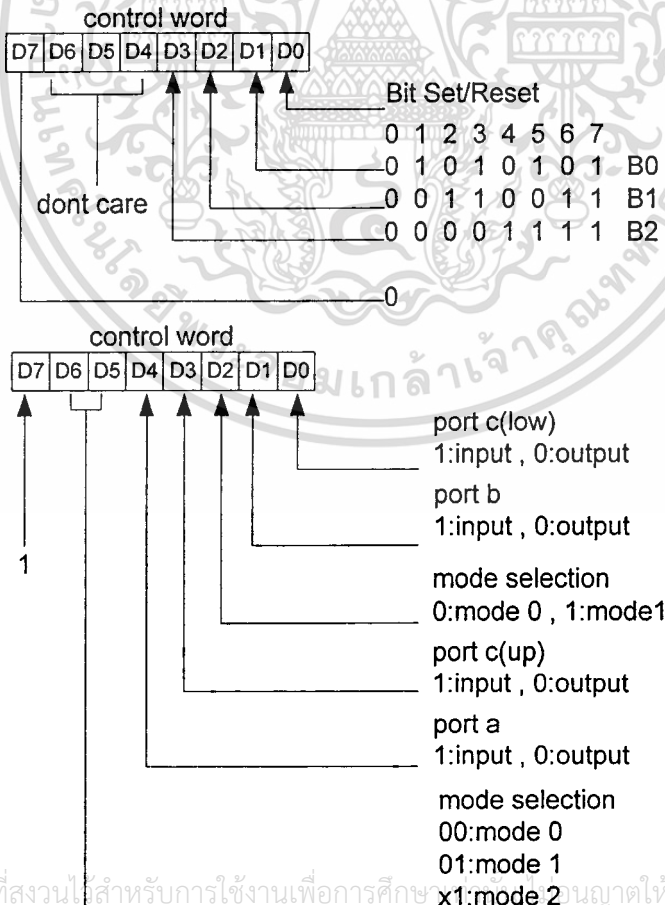 control word
D7 D6 D5 D4 D3 D2 D1 D0
Bit Set/Reset
0 1 2 3 4 5 6 7
0 1 0 1 0 1 0 1 B0
0 0 1 1 0 0 1 1 B1
dont care
0 0 0 0 1 1 1 1 B2
0
control word
D7 D6 D5 D4 D3 D2 D1 D0
port c(low)
1:input , 0:output
port b
1:input , 0:output
1
mode selection
0:mode 0 , 1:mode1
port c(up)
1:input , 0:output
port a
1:input , 0:output
mode selection
00:mode 0
01:mode 1
x1:mode 2